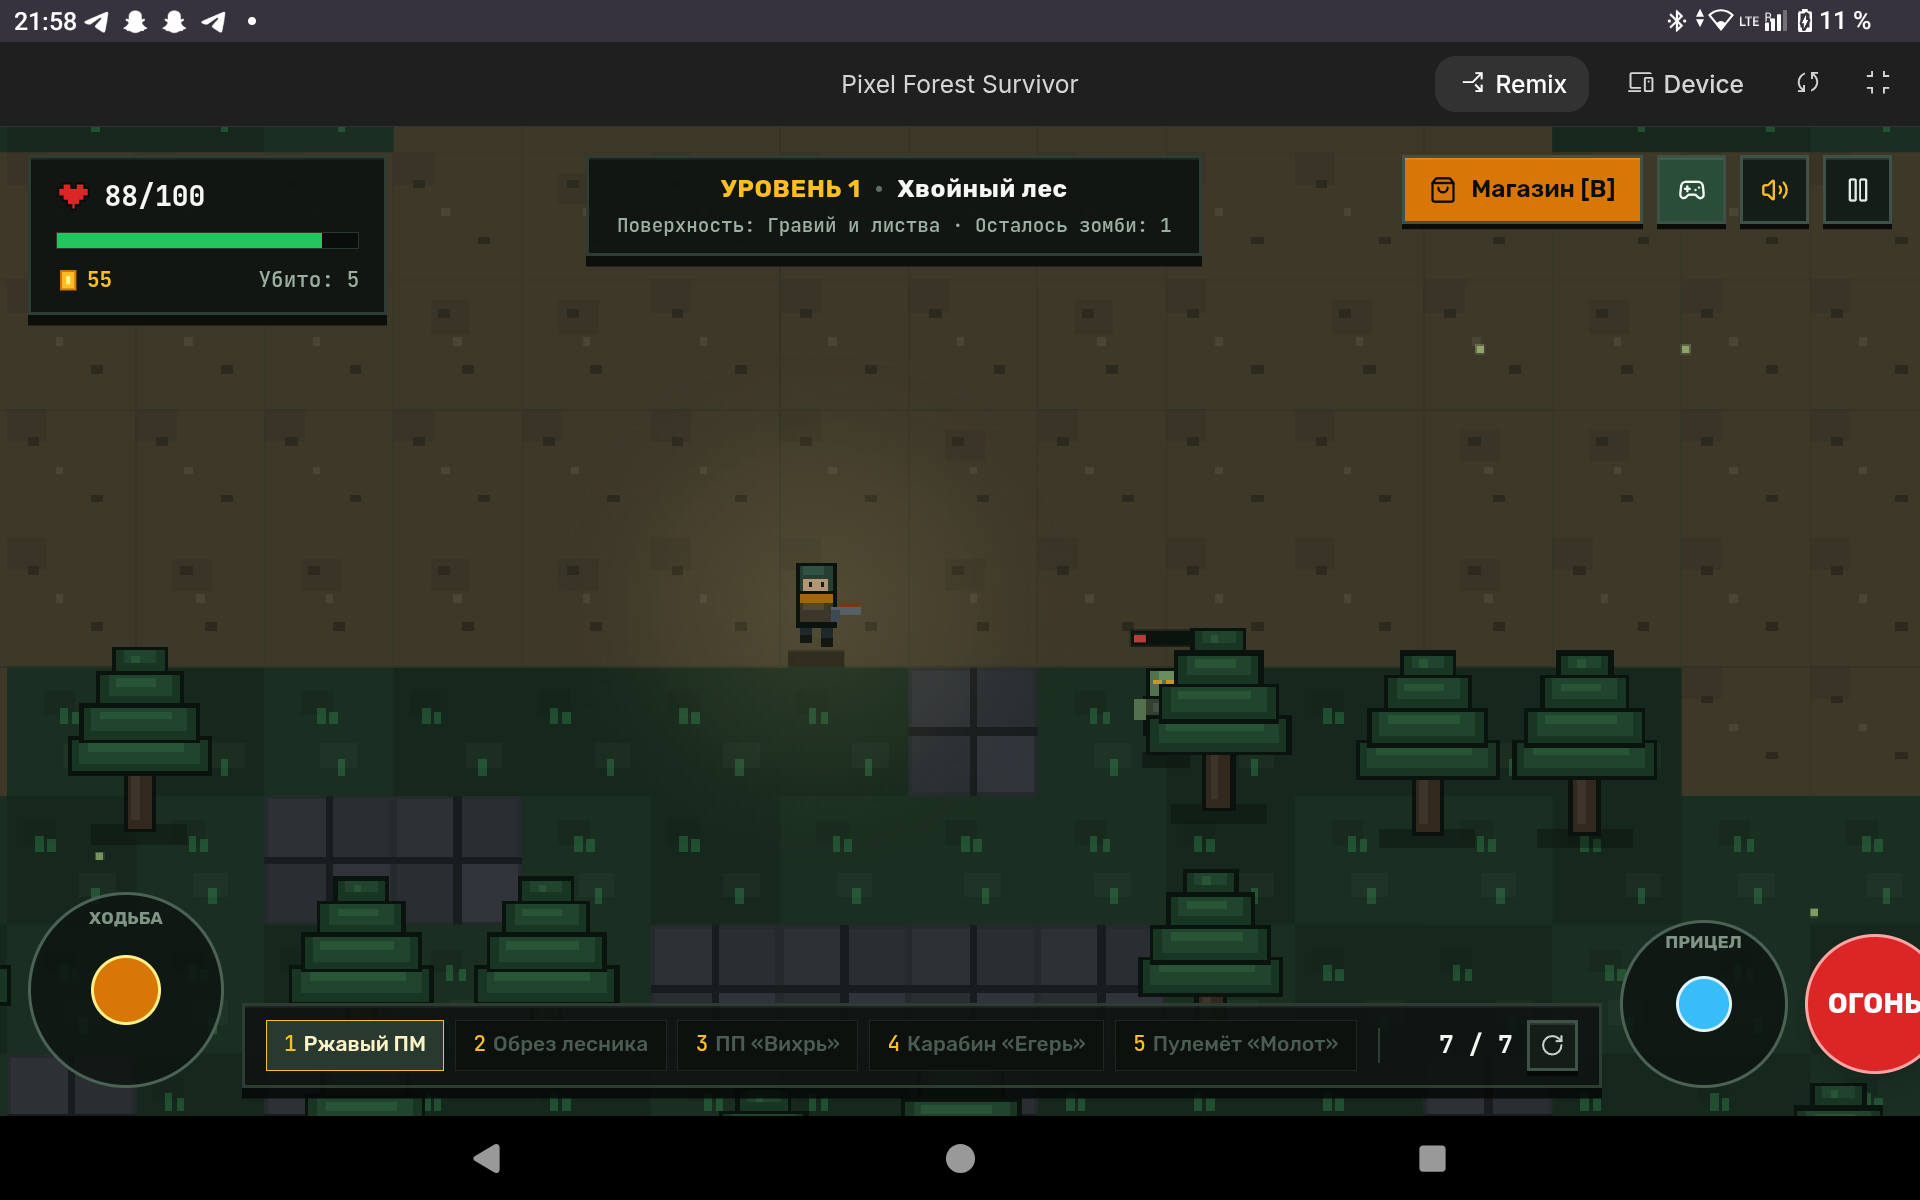 21:58
LTE
R
11 %
Pixel Forest Survivor
Remix
Device
88/100
55
Убито: 5
УРОВЕНЬ 1 • Хвойный лес
Поверхность: Гравий и листва · Осталось зомби: 1
Магазин [B]
ХОДЬБА
ПРИЦЕЛ
ОГОНЬ
1 Ржавый ПМ
2 Обрез лесника
3 ПП «Вихрь»
4 Карабин «Егерь»
5 Пулемёт «Молот»
7 / 7